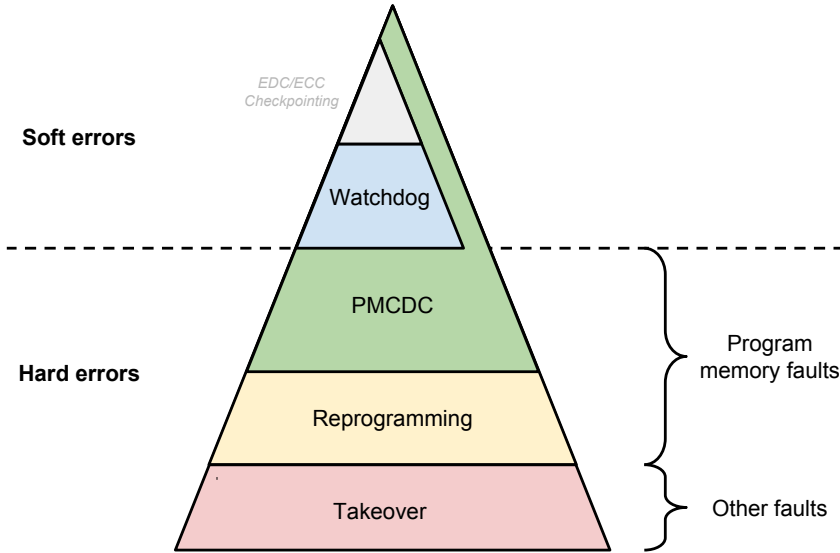 EDC/ECC
Checkpointing
Soft errors
Watchdog
PMCDC
Program
memory faults
Hard errors
Reprogramming
Takeover
Other faults